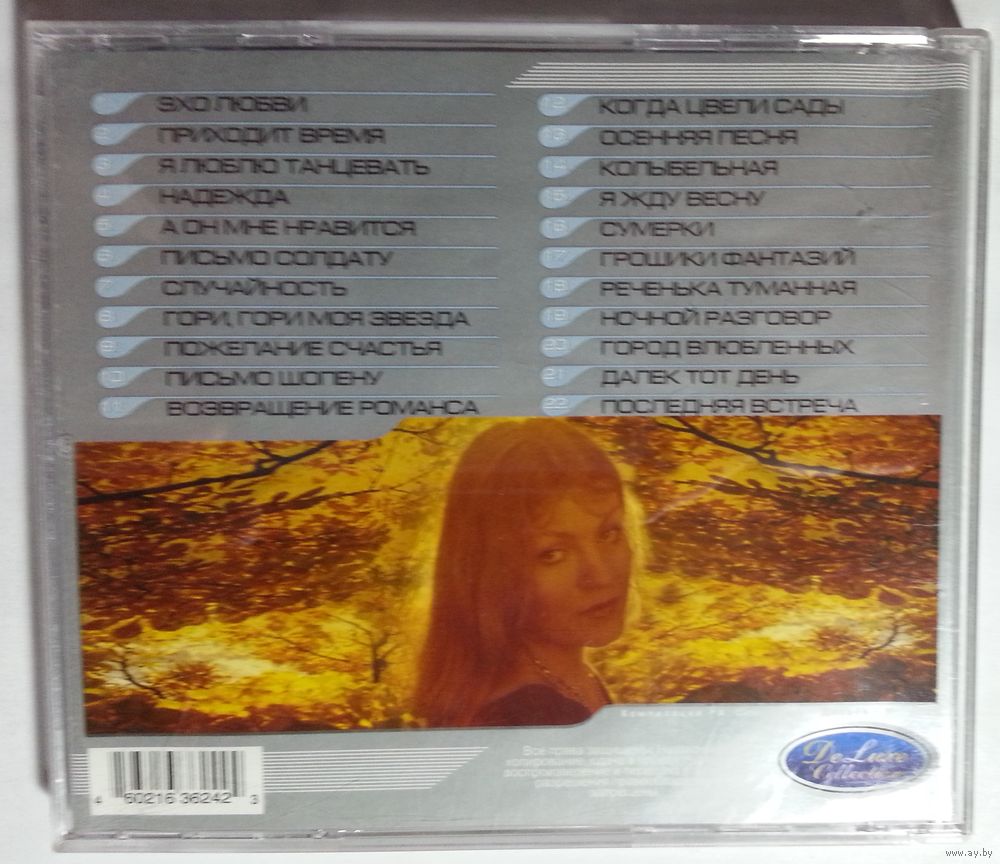 1 ЭХО ЛЮБВИ
2 ПРИХОДИТ ВРЕМЯ
3 Я ЛЮБЛЮ ТАНЦЕВАТЬ
4 НАДЕЖДА
5 А ОН МНЕ НРАВИТСЯ
6 ПИСЬМО СОЛДАТУ
7 СЛУЧАЙНОСТЬ
8 ГОРИ, ГОРИ МОЯ ЗВЕЗДА
9 ПОЖЕЛАНИЕ СЧАСТЬЯ
10 ПИСЬМО ШОПЕНУ
11 ВОЗВРАЩЕНИЕ РОМАНСА
12 КОГДА ЦВЕЛИ САДЫ
13 ОСЕННЯЯ ПЕСНЯ
14 КОЛЫБЕЛЬНАЯ
15 Я ЖДУ ВЕСНУ
16 СУМЕРКИ
17 ГРОШИКИ ФАНТАЗИЙ
18 РЕЧЕНЬКА ТУМАННАЯ
19 НОЧНОЙ РАЗГОВОР
20 ГОРОД ВЛЮБЛЕННЫХ
21 ДАЛЕК ТОТ ДЕНЬ
22 ПОСЛЕДНЯЯ ВСТРЕЧА
Все права
копирование
4 60216 36242 3
De Luxe
Collection
www.ay.by